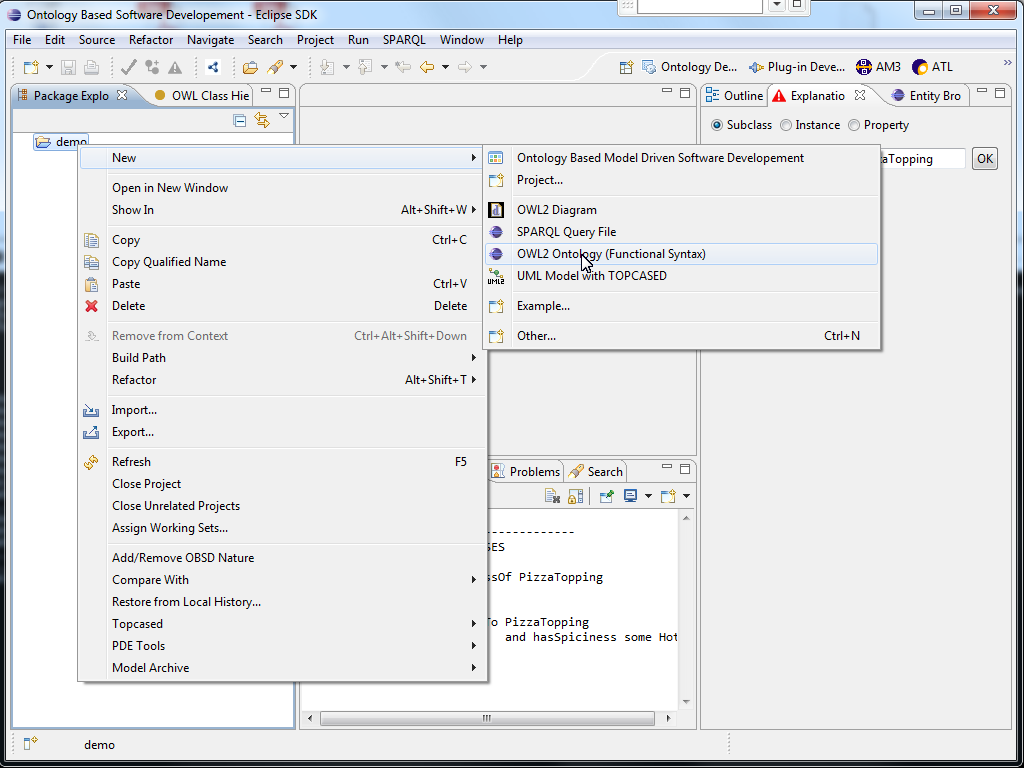 Ontology Based Software Developement - Eclipse SDK
File Edit Source Refactor Navigate Search Project Run SPARQL Window Help
Ontology De... Plug-in Deve... AM3 ATL
Package Explo OWL Class Hie
Outline Explanatio Entity Bro
Subclass Instance Property
aTopping OK
demo
New
Open in New Window
Show In Alt+Shift+W
Copy Ctrl+C
Copy Qualified Name
Paste Ctrl+V
Delete Delete
Remove from Context Ctrl+Alt+Shift+Down
Build Path
Refactor Alt+Shift+T
Import...
Export...
Refresh F5
Close Project
Close Unrelated Projects
Assign Working Sets...
Add/Remove OBSD Nature
Compare With
Restore from Local History...
Topcased
PDE Tools
Model Archive
Ontology Based Model Driven Software Developement
Project...
OWL2 Diagram
SPARQL Query File
OWL2 Ontology (Functional Syntax)
UML Model with TOPCASED
Example...
Other... Ctrl+N
Problems Search
-------------
SES
ssOf PizzaTopping
To PizzaTopping
and hasSpiciness some Hot
demo